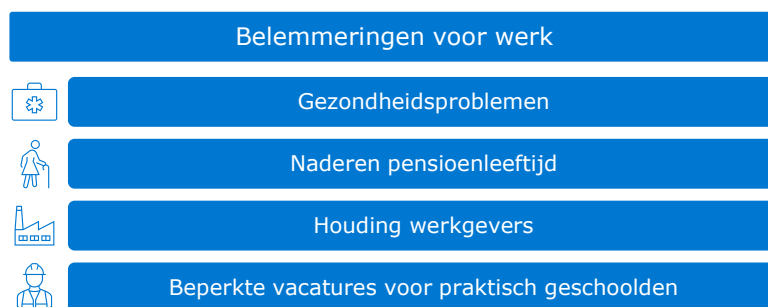 Belemmeringen voor werk
Gezondheidsproblemen
Naderen pensioenleeftijd
Houding werkgevers
Beperkte vacatures voor praktisch geschoolden